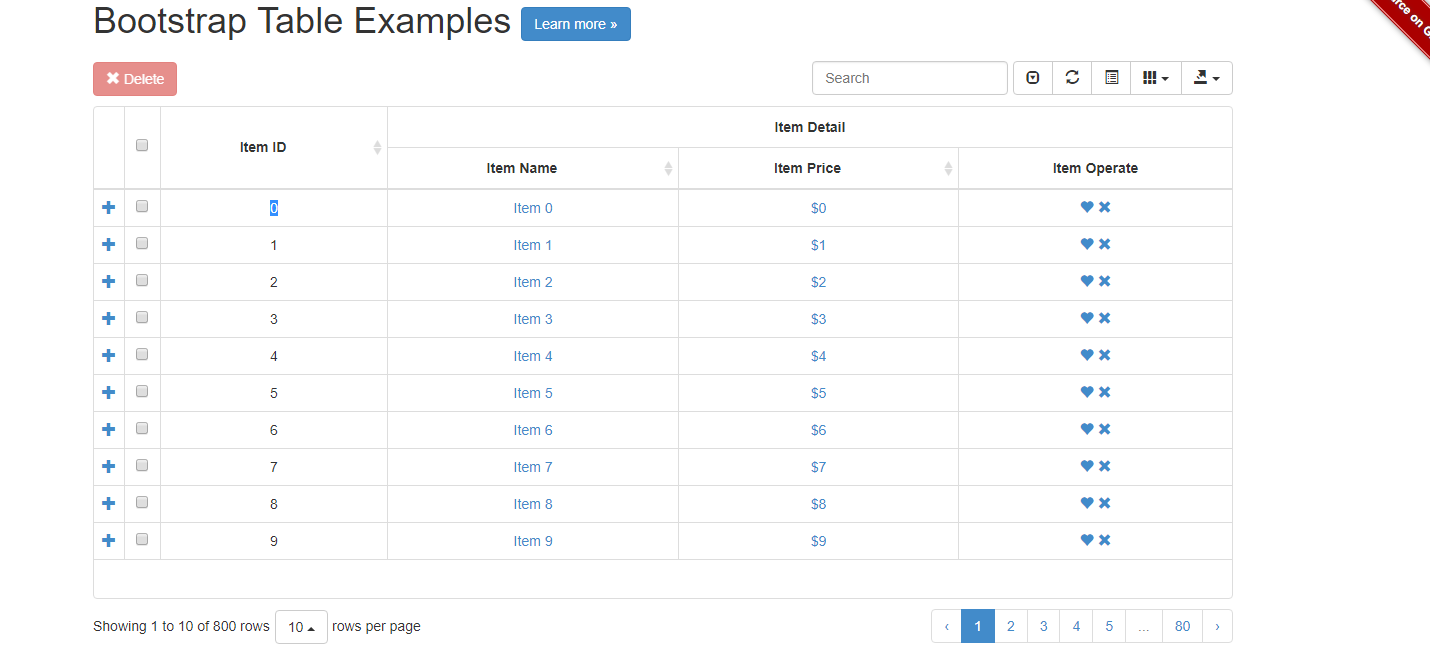 Bootstrap Table Examples Learn more »
Delete Search
Item ID Item Detail
Item Name Item Price Item Operate
0 Item 0 $0
1 Item 1 $1
2 Item 2 $2
3 Item 3 $3
4 Item 4 $4
5 Item 5 $5
6 Item 6 $6
7 Item 7 $7
8 Item 8 $8
9 Item 9 $9
Showing 1 to 10 of 800 rows 10 rows per page ‹ 1 2 3 4 5 ... 80 ›